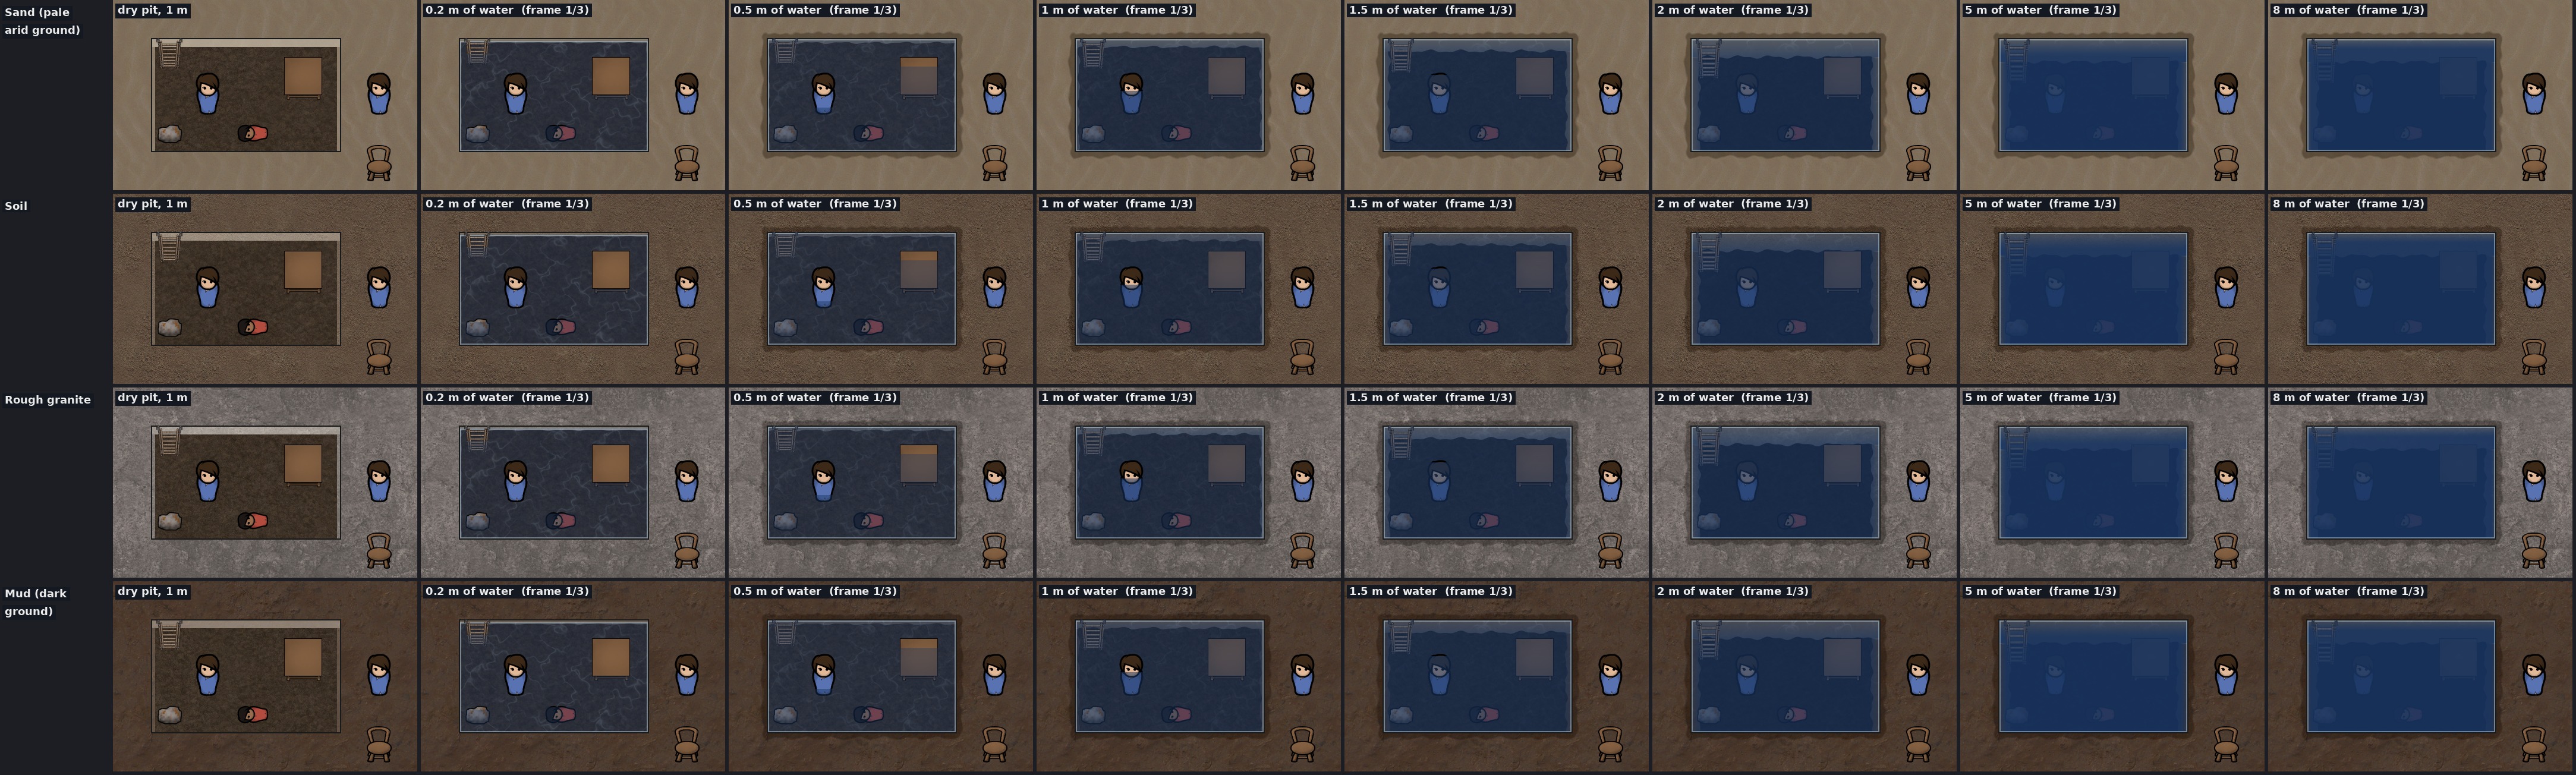 Sand (pale
arid ground)
dry pit, 1 m
0.2 m of water (frame 1/3)
0.5 m of water (frame 1/3)
1 m of water (frame 1/3)
1.5 m of water (frame 1/3)
2 m of water (frame 1/3)
5 m of water (frame 1/3)
8 m of water (frame 1/3)
Soil
dry pit, 1 m
0.2 m of water (frame 1/3)
0.5 m of water (frame 1/3)
1 m of water (frame 1/3)
1.5 m of water (frame 1/3)
2 m of water (frame 1/3)
5 m of water (frame 1/3)
8 m of water (frame 1/3)
Rough granite
dry pit, 1 m
0.2 m of water (frame 1/3)
0.5 m of water (frame 1/3)
1 m of water (frame 1/3)
1.5 m of water (frame 1/3)
2 m of water (frame 1/3)
5 m of water (frame 1/3)
8 m of water (frame 1/3)
Mud (dark
ground)
dry pit, 1 m
0.2 m of water (frame 1/3)
0.5 m of water (frame 1/3)
1 m of water (frame 1/3)
1.5 m of water (frame 1/3)
2 m of water (frame 1/3)
5 m of water (frame 1/3)
8 m of water (frame 1/3)